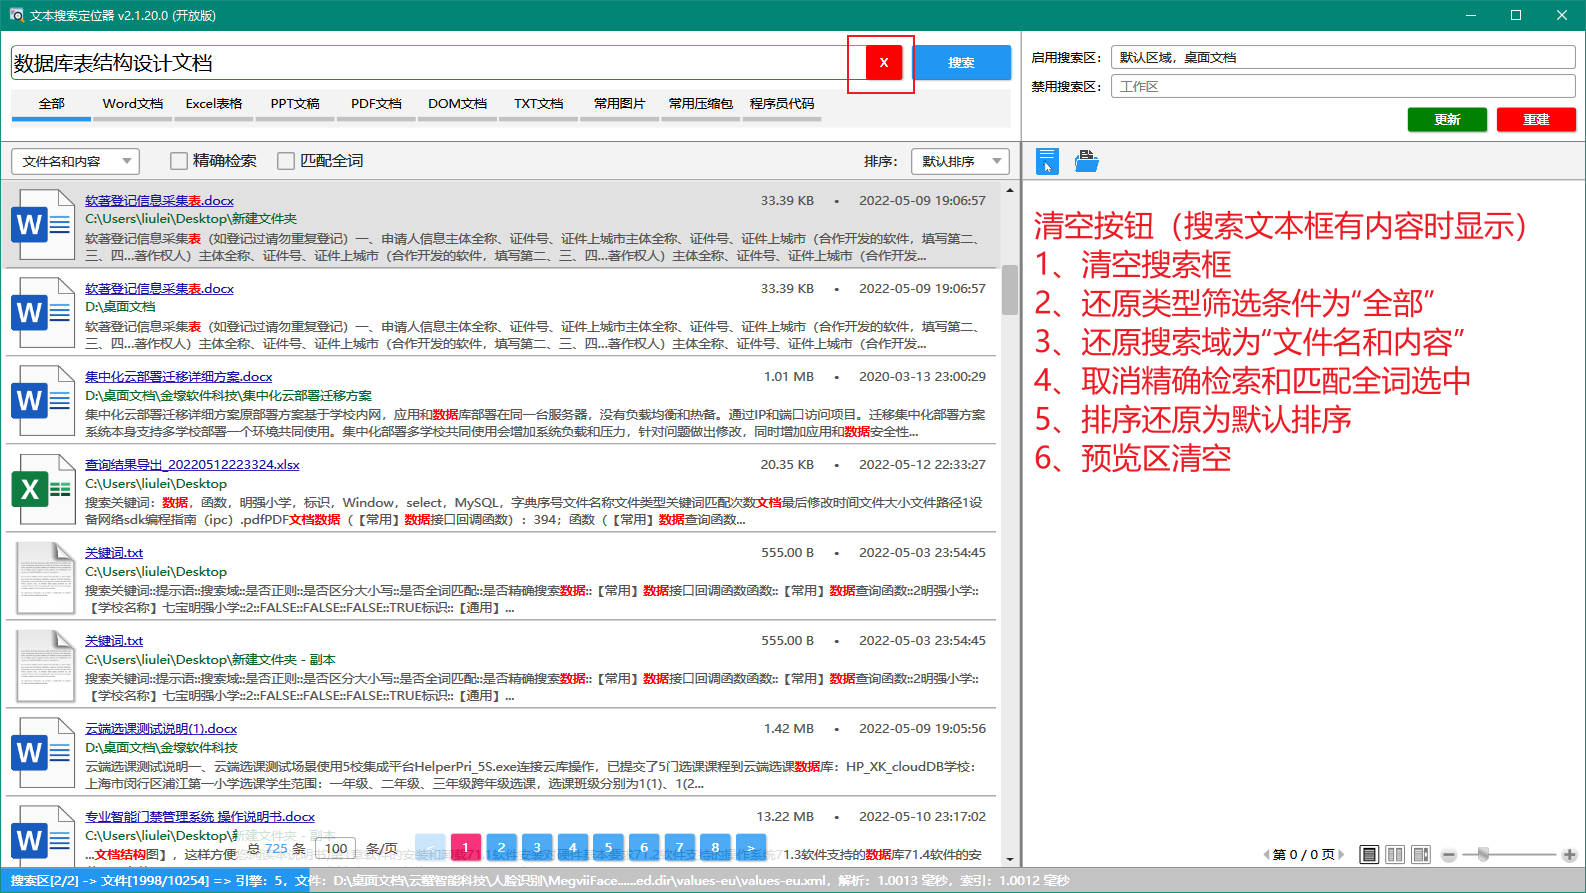 文本搜索定位器 v2.1.20.0 (开放版)
数据库表结构设计文档
X
搜索
启用搜索区：
默认区域，桌面文档
禁用搜索区：
工作区
更新
重建
全部
Word文档
Excel表格
PPT文稿
PDF文档
DOM文档
TXT文档
常用图片
常用压缩包
程序员代码
文件名和内容
精确检索
匹配全词
排序：
默认排序
软著登记信息采集表.docx
33.39 KB • 2022-05-09 19:06:57
C:\Users\liulei\Desktop\新建文件夹
软著登记信息采集表（如登记过请勿重复登记）一、申请人信息主体全称、证件号、证件上城市主体全称、证件号、证件上城市（合作开发的软件，填写第二、
三、四...著作权人）主体全称、证件号、证件上城市（合作开发的软件，填写第二、三、四...著作权人）主体全称、证件号、证件上城市（合作开发...
软著登记信息采集表.docx
33.39 KB • 2022-05-09 19:06:57
D:\桌面文档
软著登记信息采集表（如登记过请勿重复登记）一、申请人信息主体全称、证件号、证件上城市主体全称、证件号、证件上城市（合作开发的软件，填写第二、
三、四...著作权人）主体全称、证件号、证件上城市（合作开发的软件，填写第二、三、四...著作权人）主体全称、证件号、证件上城市（合作开发...
集中化云部署迁移详细方案.docx
1.01 MB • 2020-03-13 23:00:29
D:\桌面文档\金壕软件科技\集中化云部署迁移方案
集中化云部署迁移详细方案原部署方案基于学校内网，应用和数据库部署在同一台服务器，没有负载均衡和热备。通过IP和端口访问项目。迁移集中化部署方案
系统本身支持多学校部署一个环境共同使用。集中化部署多学校共同使用会增加系统负载和压力，针对问题做出修改，同时增加应用和数据安全性...
查询结果导出_20220512223324.xlsx
20.35 KB • 2022-05-12 22:33:27
C:\Users\liulei\Desktop
搜索关键词：数据，函数，明强小学，标识，Window，select，MySQL，字典序号文件名称文件类型关键词匹配次数文档最后修改时间文件大小文件路径1设
备网络sdk编程指南（ipc）.pdfPDF文档数据（【常用】数据接口回调函数）：394；函数（【常用】数据查询函数...
关键词.txt
555.00 B • 2022-05-03 23:54:45
C:\Users\liulei\Desktop
搜索关键词::提示语::搜索域::是否正则::是否区分大小写::是否全词匹配::是否精确搜索数据::【常用】数据接口回调函数函数::【常用】数据查询函数::2明强小学::
【学校名称】七宝明强小学::2::FALSE::FALSE::FALSE::TRUE标识::【通用】...
关键词.txt
555.00 B • 2022-05-03 23:54:45
C:\Users\liulei\Desktop\新建文件夹 - 副本
搜索关键词::提示语::搜索域::是否正则::是否区分大小写::是否全词匹配::是否精确搜索数据::【常用】数据接口回调函数函数::【常用】数据查询函数::2明强小学::
【学校名称】七宝明强小学::2::FALSE::FALSE::FALSE::TRUE标识::【通用】...
云端选课测试说明(1).docx
1.42 MB • 2022-05-09 19:05:56
D:\桌面文档\金壕软件科技
云端选课测试说明一、云端选课测试场景使用5校集成平台HelperPri_5S.exe连接云库操作，已提交了5门选课课程到云端选课数据库：HP_XK_cloudDB学校：
上海市闵行区浦江第一小学选课学生范围：一年级、二年级、三年级跨年级选课，选课班级分别为1(1)、1(2...
专业智能门禁管理系统 操作说明书.docx
13.22 MB • 2022-05-10 23:17:02
C:\Users\liulei\Desktop\新建文件夹 - 副本
...文档结构图】，这样方便
71.3软件支持的数据库71.4软件的安
总 725 条
100
条/页
<
1
2
3
4
5
6
7
8
>
清空按钮（搜索文本框有内容时显示）
1、清空搜索框
2、还原类型筛选条件为“全部”
3、还原搜索域为“文件名和内容”
4、取消精确检索和匹配全词选中
5、排序还原为默认排序
6、预览区清空
第 0 / 0 页
搜索区[2/2] -> 文件[1998/10254] => 引擎：5，文件：D:\桌面文档\云蟹智能科技\人脸识别\MegviiFace......ed.dir\values-eu\values-eu.xml，解析：1.0013 毫秒，索引：1.0012 毫秒